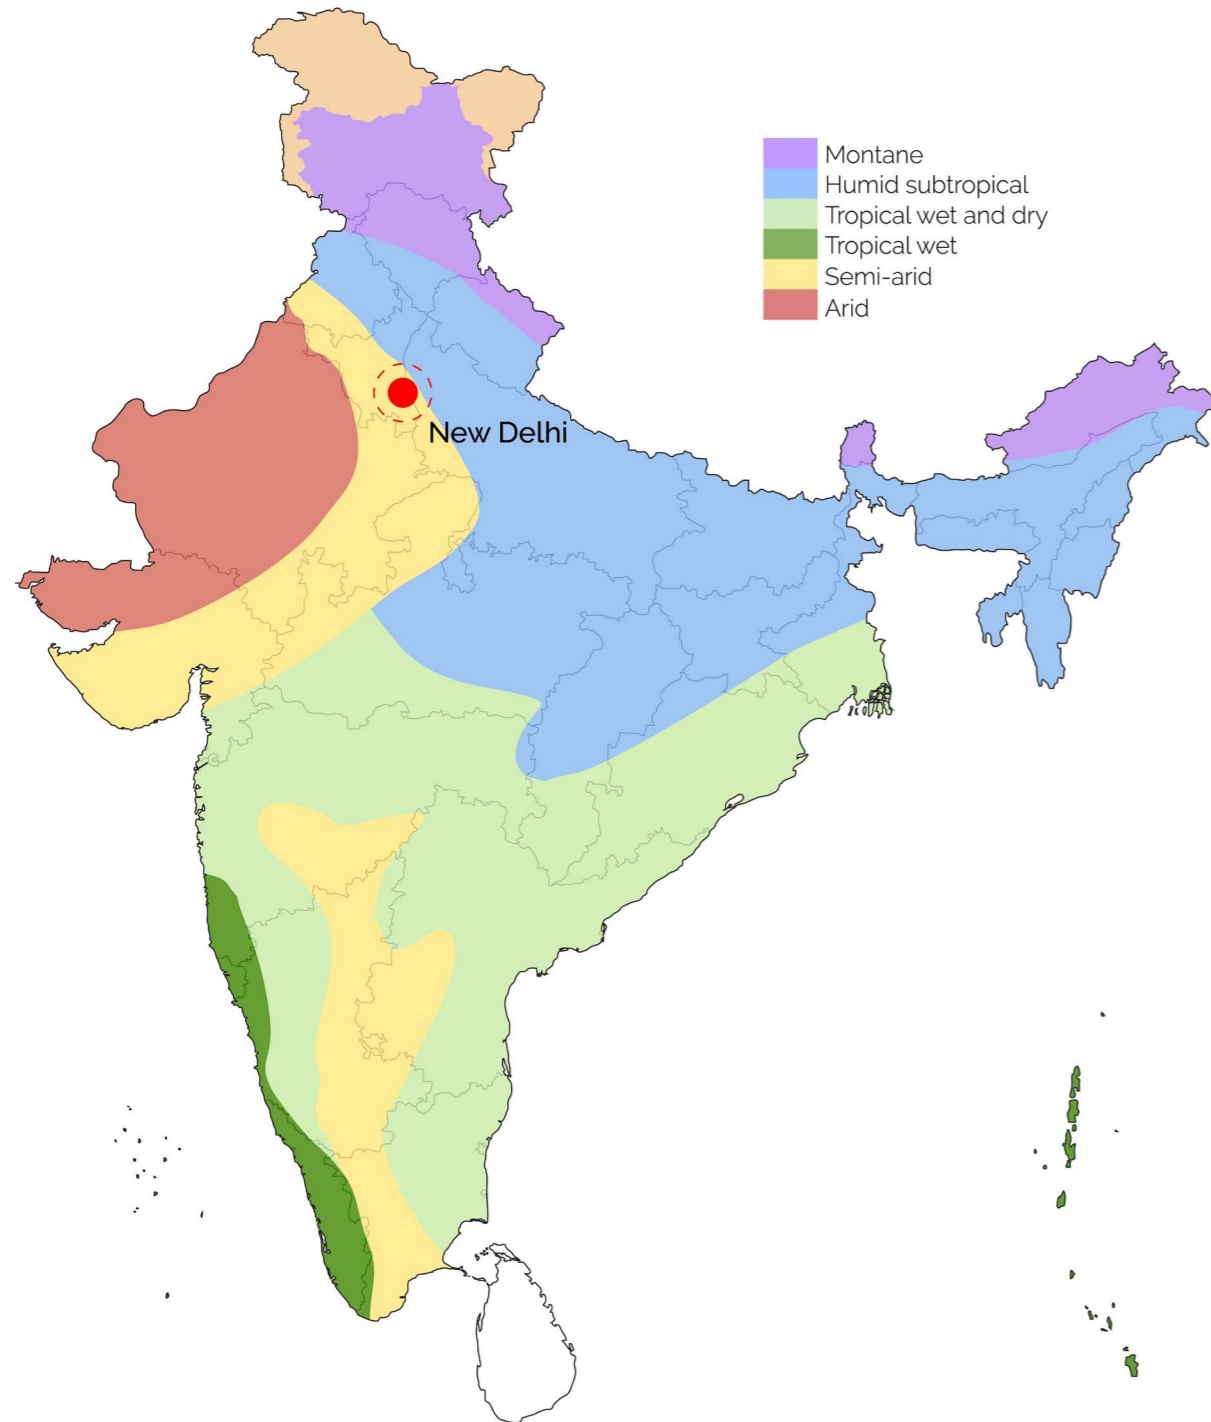 Montane
Humid subtropical
Tropical wet and dry
Tropical wet
Semi-arid
Arid
New Delhi